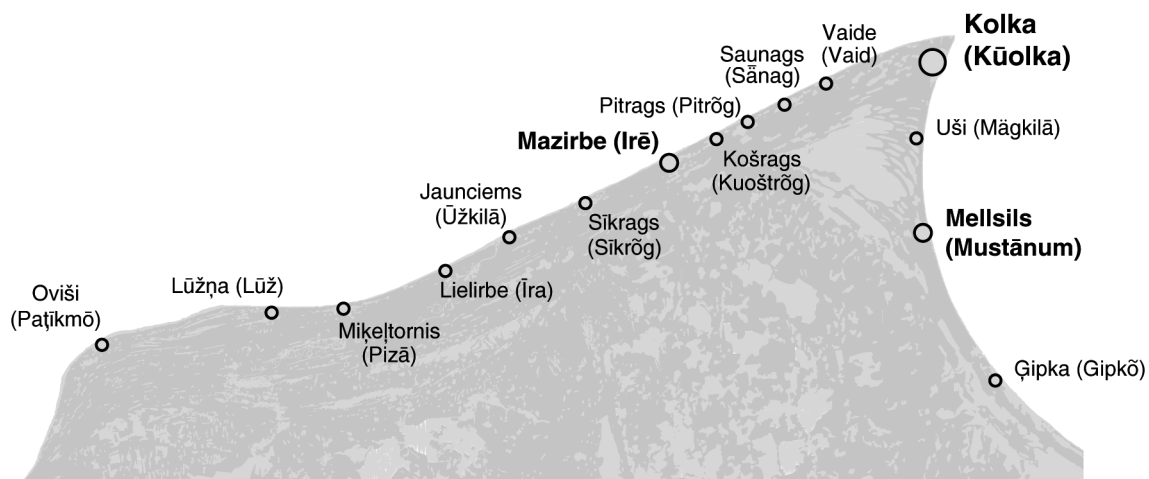 Kolka
(Kūolka)
Vaide
(Vaid)
Saunags
(Sǟnag)
Pitrags (Pitrõg)
Uši (Mägkilā)
Mazirbe (Irē)
Košrags
(Kuoštrõg)
Jaunciems
(Ūžkilā)
Sīkrags
(Sīkrõg)
Mellsils
(Mustānum)
Lielirbe (Īra)
Lūžņa (Lūž)
Oviši
(Paţīkmō)
Miķeļtornis
(Pizā)
Ģipka (Gipkõ)